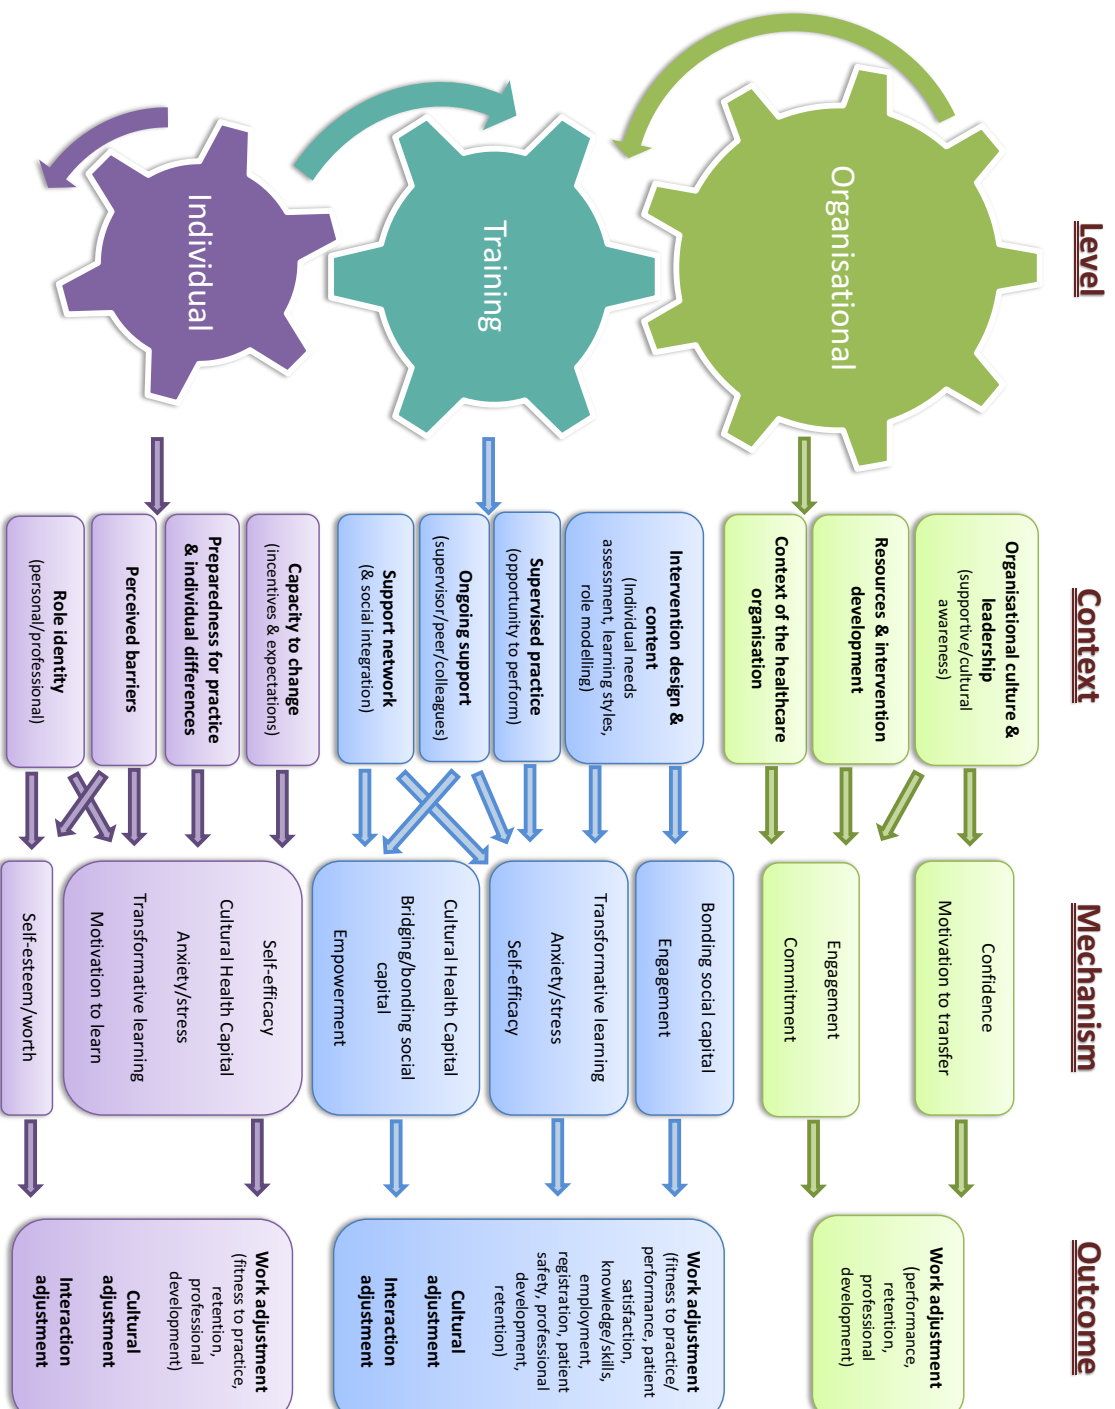 Level
Context
Mechanism
Outcome
Organisational
Organisational culture &
leadership
(supportive/cultural
awareness)
Resources & intervention
development
Context of the healthcare
organisation
Confidence
Motivation to transfer
Engagement
Commitment
Work adjustment
(performance,
retention,
professional
development)
Training
Intervention design &
content
(Individual needs
assessment, learning styles,
role modelling)
Supervised practice
(opportunity to perform)
Ongoing support
(supervisor/peer/colleagues)
Support network
(& social integration)
Bonding social capital
Engagement
Transformative learning
Anxiety/stress
Self-efficacy
Cultural Health Capital
Bridging/bonding social
capital
Empowerment
Work adjustment
(fitness to practice/
performance, patient
satisfaction,
knowledge/skills,
employment,
registration, patient
safety, professional
development,
retention)
Cultural
adjustment
Interaction
adjustment
Individual
Capacity to change
(incentives & expectations)
Preparedness for practice
& individual differences
Perceived barriers
Role identity
(personal/professional)
Self-efficacy
Cultural Health Capital
Anxiety/stress
Transformative learning
Motivation to learn
Self-esteem/worth
Work adjustment
(fitness to practice,
retention,
professional
development)
Cultural
adjustment
Interaction
adjustment